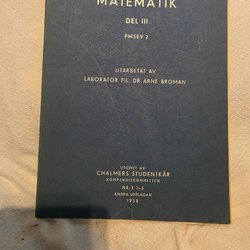 MATEMATIK
DEL III
FMSEV 2
UTARBETAT AV
LABORATOR FIL. DR ARNE BROMAN
UTGIVET AV
CHALMERS STUDENTKÅR
KOMPENDIEKOMMITTÉN
NR. I. 1–3
ANDRA UPPLAGAN
1958